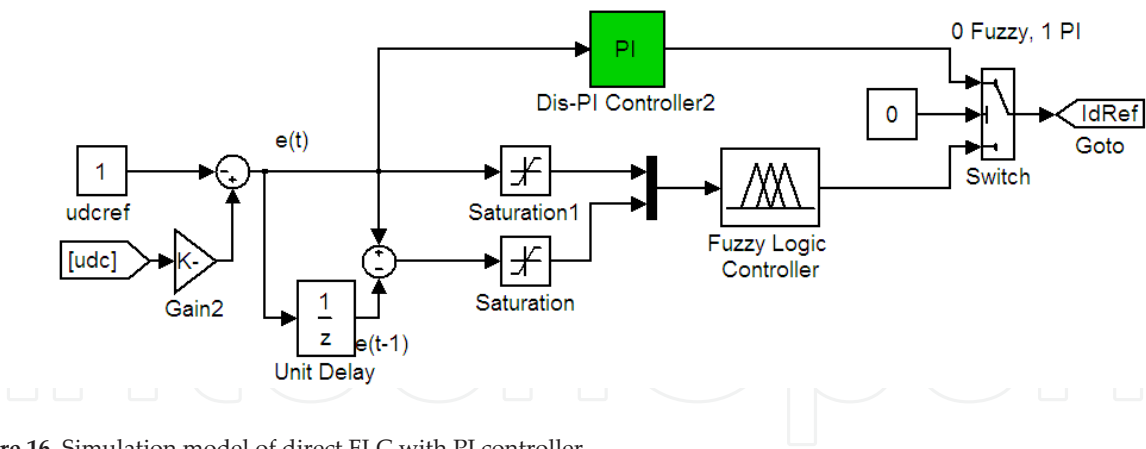 0 Fuzzy, 1 PI
PI
Dis-PI Controller2
0
IdRef
Goto
Switch
e(t)
1
udcref
Saturation1
[udc]
K-
Gain2
Fuzzy Logic
Controller
Saturation
1
z
e(t-1)
Unit Delay
intechopen
re 16. Simulation model of direct FLC with PI controller